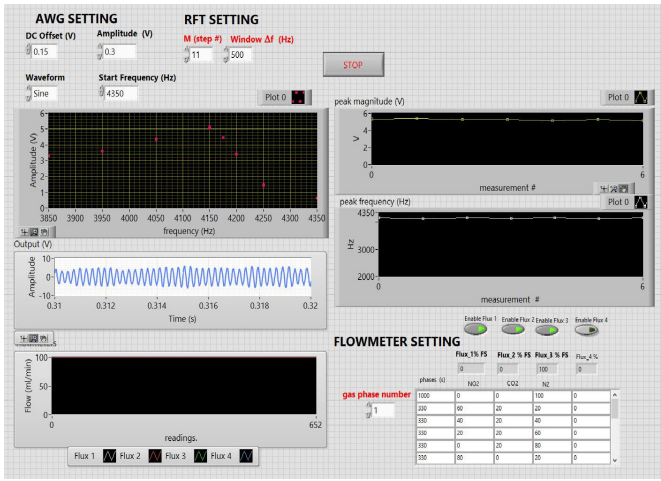 AWG SETTING
RFT SETTING
DC Offset (V)
Amplitude (V)
M (step #)
Window Δf (Hz)
0.15
0.3
11
500
STOP
Waveform
Start Frequency (Hz)
Sine
4350
Plot 0
peak magnitude (V)
Plot 0
6
5
4
3
2
1
0
Amplitude (V)
3850 3900 3950 4000 4050 4100 4150 4200 4250 4300 4350
frequency (Hz)
6
4
2
0
V
0
6
measurement #
peak frequency (Hz)
Plot 0
4350
3000
2000
Hz
0
6
measurement #
Output (V)
10
0
-10
Amplitude
0.31 0.312 0.314 0.316 0.318 0.32
Time (s)
Enable Flux 1
Enable Flux 2
Enable Flux 3
Enable Flux 4
FLOWMETER SETTING
Flux_1% FS
Flux_2 % FS
Flux_3 % FS
Flux_4 %
0
0
100
0
100
50
0
Flow (ml/min)
0
652
readings.
Flux 1
Flux 2
Flux 3
Flux 4
gas phase number
1
phases (s)
NO2
CO2
N2
1000 0 0 100 0
330 60 20 20 0
330 40 20 40 0
330 20 20 60 0
330 0 20 80 0
330 80 0 20 0